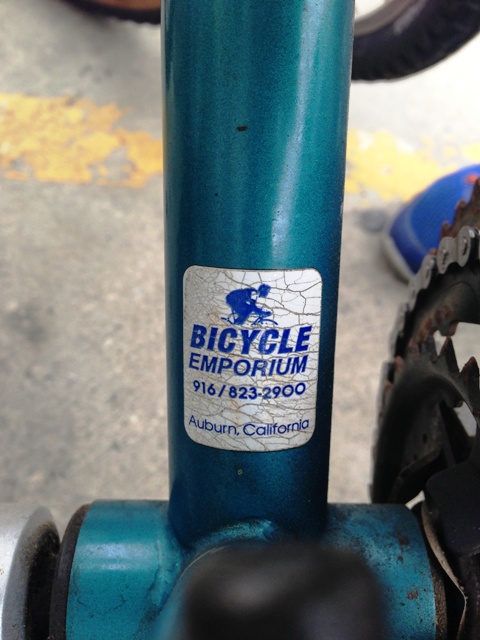 BICYCLE
EMPORIUM
916/823-2900
Auburn, California